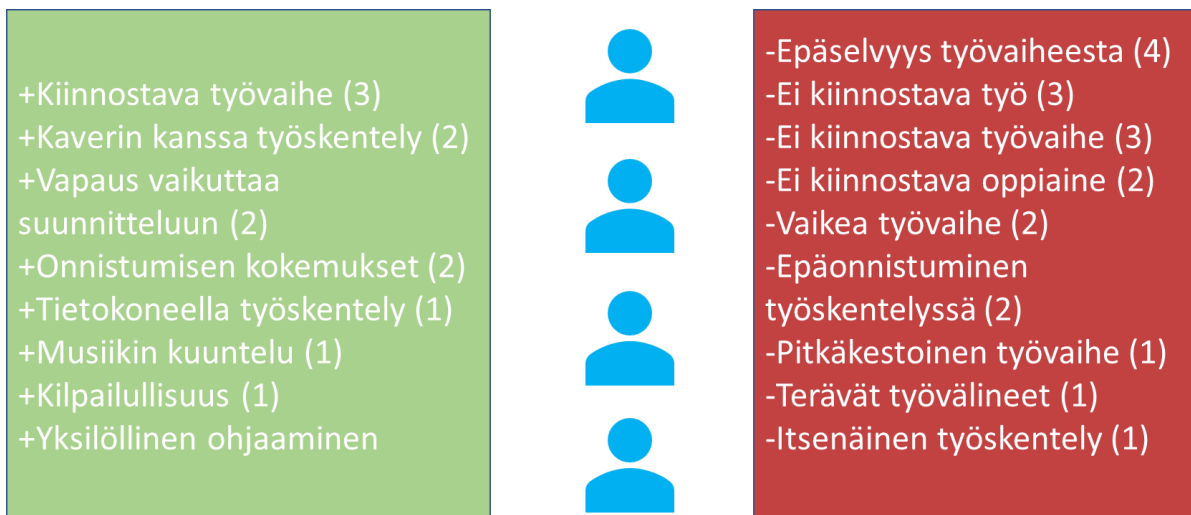 +Kiinnostava työvaihe (3)
+Kaverin kanssa työskentely (2)
+Vapaus vaikuttaa
suunnitteluun (2)
+Onnistumisen kokemukset (2)
+Tietokoneella työskentely (1)
+Musiikin kuuntelu (1)
+Kilpailullisuus (1)
+Yksilöllinen ohjaaminen
-Epäselvyys työvaiheesta (4)
-Ei kiinnostava työ (3)
-Ei kiinnostava työvaihe (3)
-Ei kiinnostava oppiaine (2)
-Vaikea työvaihe (2)
-Epäonnistuminen
työskentelyssä (2)
-Pitkäkestoinen työvaihe (1)
-Terävät työvälineet (1)
-Itsenäinen työskentely (1)